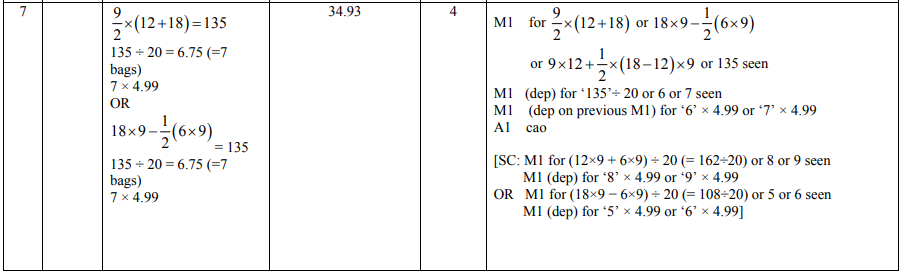 7
9/2×(12+18)=135
135 ÷ 20 = 6.75 (=7
bags)
7 × 4.99
OR
18×9−1/2(6×9)
= 135
135 ÷ 20 = 6.75 (=7
bags)
7 × 4.99
34.93
4
M1 for 9/2×(12+18) or 18×9−1/2(6×9)
or 9×12+1/2×(18−12)×9 or 135 seen
M1 (dep) for ‘135’÷ 20 or 6 or 7 seen
M1 (dep on previous M1) for ‘6’ × 4.99 or ‘7’ × 4.99
A1 cao
[SC: M1 for (12×9 + 6×9) ÷ 20 (= 162÷20) or 8 or 9 seen
M1 (dep) for ‘8’ × 4.99 or ‘9’ × 4.99
OR M1 for (18×9 − 6×9) ÷ 20 (= 108÷20) or 5 or 6 seen
M1 (dep) for ‘5’ × 4.99 or ‘6’ × 4.99]